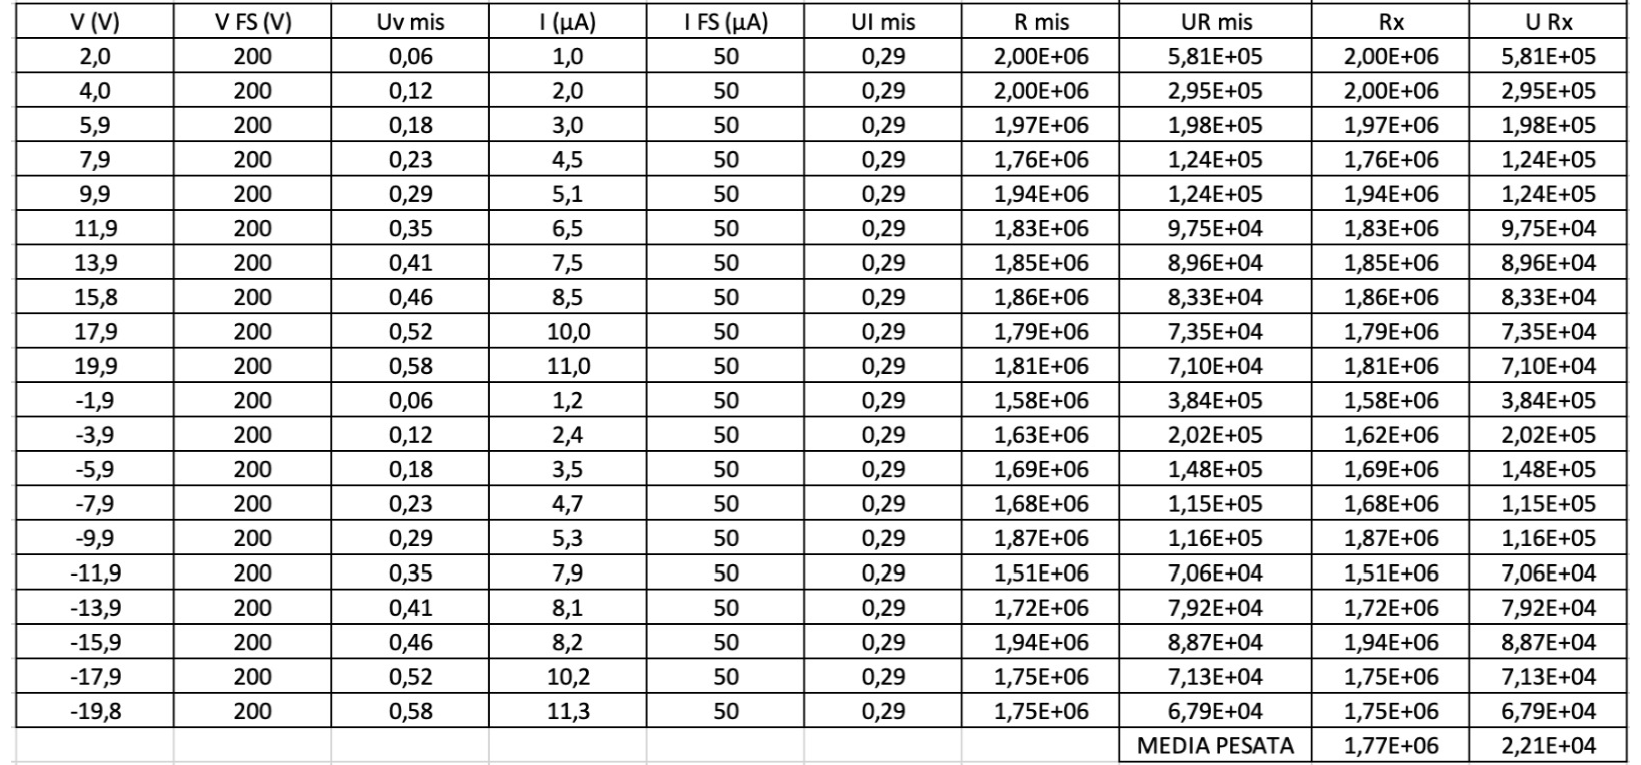 V (V) V FS (V) Uv mis I (µA) I FS (µA) UI mis R mis UR mis Rx U Rx
2,0 200 0,06 1,0 50 0,29 2,00E+06 5,81E+05 2,00E+06 5,81E+05
4,0 200 0,12 2,0 50 0,29 2,00E+06 2,95E+05 2,00E+06 2,95E+05
5,9 200 0,18 3,0 50 0,29 1,97E+06 1,98E+05 1,97E+06 1,98E+05
7,9 200 0,23 4,5 50 0,29 1,76E+06 1,24E+05 1,76E+06 1,24E+05
9,9 200 0,29 5,1 50 0,29 1,94E+06 1,24E+05 1,94E+06 1,24E+05
11,9 200 0,35 6,5 50 0,29 1,83E+06 9,75E+04 1,83E+06 9,75E+04
13,9 200 0,41 7,5 50 0,29 1,85E+06 8,96E+04 1,85E+06 8,96E+04
15,8 200 0,46 8,5 50 0,29 1,86E+06 8,33E+04 1,86E+06 8,33E+04
17,9 200 0,52 10,0 50 0,29 1,79E+06 7,35E+04 1,79E+06 7,35E+04
19,9 200 0,58 11,0 50 0,29 1,81E+06 7,10E+04 1,81E+06 7,10E+04
-1,9 200 0,06 1,2 50 0,29 1,58E+06 3,84E+05 1,58E+06 3,84E+05
-3,9 200 0,12 2,4 50 0,29 1,63E+06 2,02E+05 1,62E+06 2,02E+05
-5,9 200 0,18 3,5 50 0,29 1,69E+06 1,48E+05 1,69E+06 1,48E+05
-7,9 200 0,23 4,7 50 0,29 1,68E+06 1,15E+05 1,68E+06 1,15E+05
-9,9 200 0,29 5,3 50 0,29 1,87E+06 1,16E+05 1,87E+06 1,16E+05
-11,9 200 0,35 7,9 50 0,29 1,51E+06 7,06E+04 1,51E+06 7,06E+04
-13,9 200 0,41 8,1 50 0,29 1,72E+06 7,92E+04 1,72E+06 7,92E+04
-15,9 200 0,46 8,2 50 0,29 1,94E+06 8,87E+04 1,94E+06 8,87E+04
-17,9 200 0,52 10,2 50 0,29 1,75E+06 7,13E+04 1,75E+06 7,13E+04
-19,8 200 0,58 11,3 50 0,29 1,75E+06 6,79E+04 1,75E+06 6,79E+04
MEDIA PESATA 1,77E+06 2,21E+04